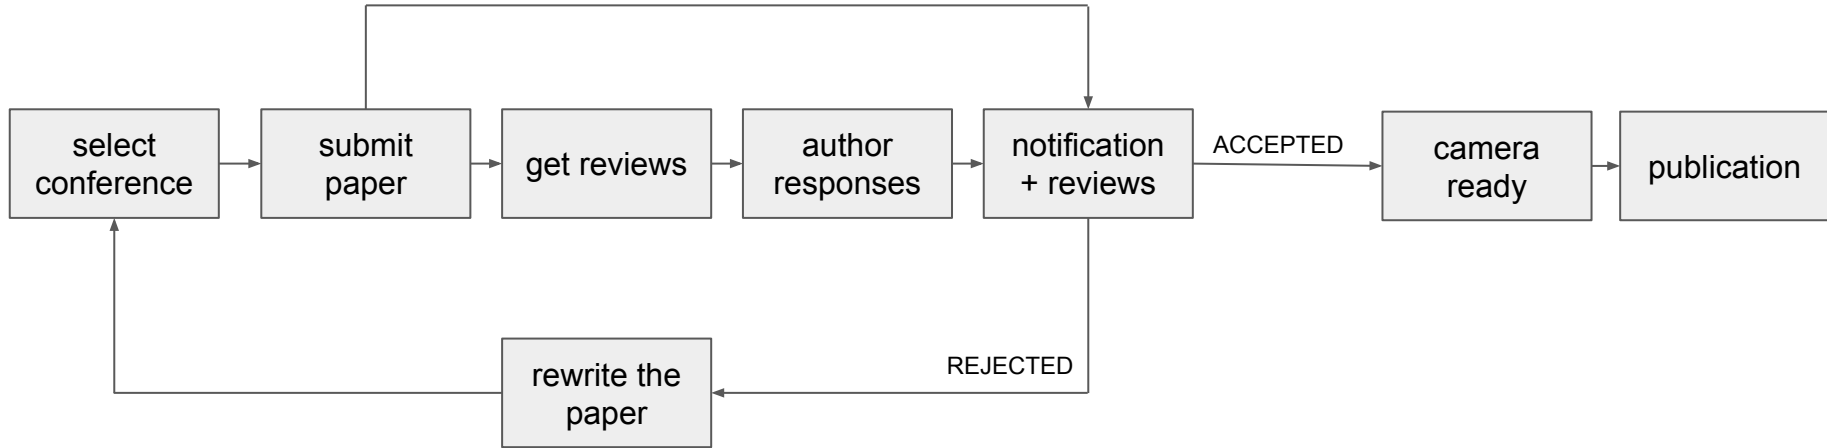 select
conference
submit
paper
get reviews
author
responses
notification
+ reviews
ACCEPTED
camera
ready
publication
rewrite the
paper
REJECTED